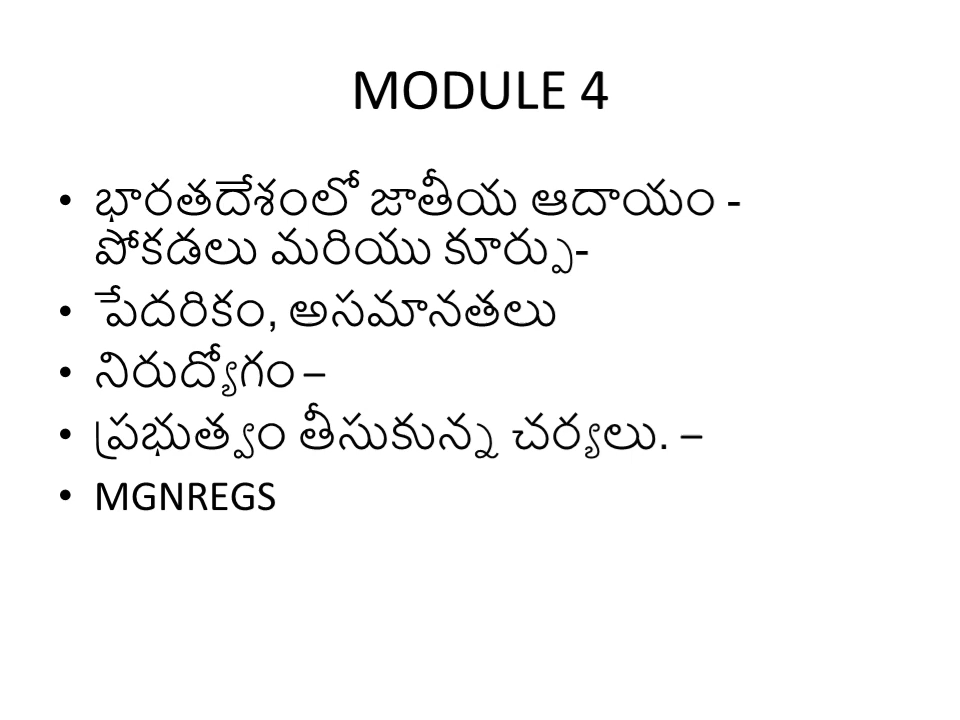 MODULE 4
• భారతదేశంలో జాతీయ ఆదాయం -
పోకడలు మరియు కూర్పు-
• పేదరికం, అసమానతలు
• నిరుద్యోగం –
• ప్రభుత్వం తీసుకున్న చర్యలు. –
• MGNREGS